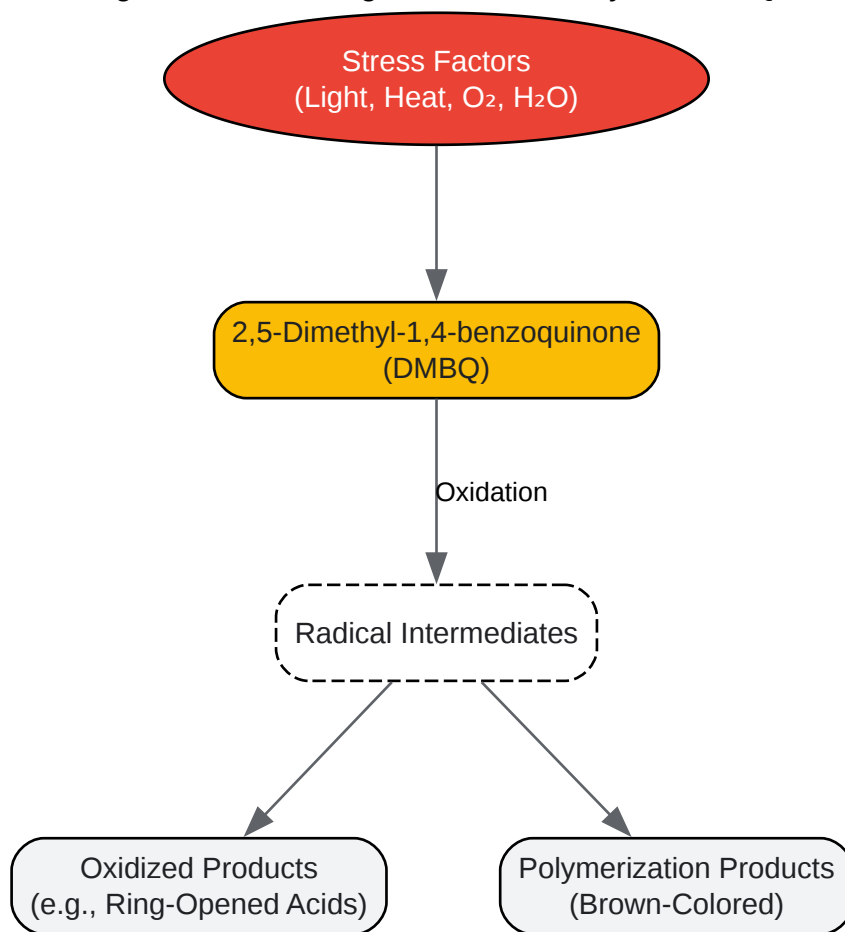 Stress Factors
(Light, Heat, O₂, H₂O)
2,5-Dimethyl-1,4-benzoquinone
(DMBQ)
Oxidation
Radical Intermediates
Oxidized Products
(e.g., Ring-Opened Acids)
Polymerization Products
(Brown-Colored)